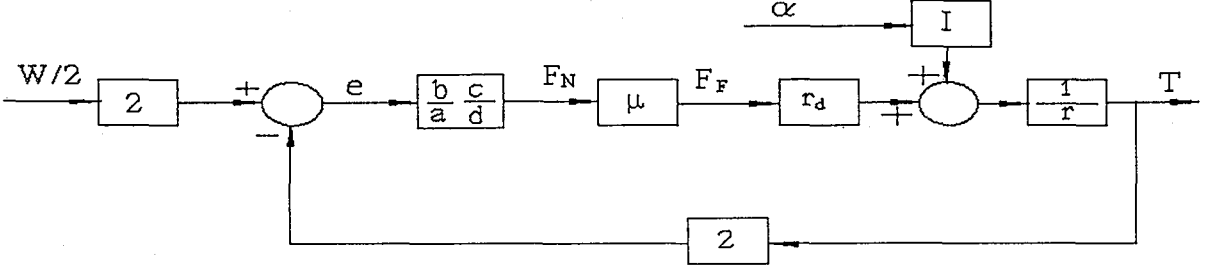 α
I
W/2
2
+
−
e
b/a c/d
F_N
μ
F_F
r_d
+
+
1/r
T
2